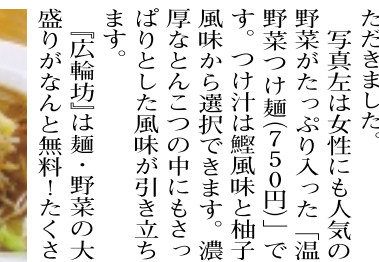 ただきました。
　写真左は女性にも人気の
野菜がたっぷり入った「温
野菜つけ麺(750円)」で
す。つけ汁は鰹風味と柚子
風味から選択できます。濃
厚なとんこつの中にもさっ
ぱりとした風味が引き立ち
ます。
　『広輪坊』は麺・野菜の大
盛りがなんと無料！たくさ